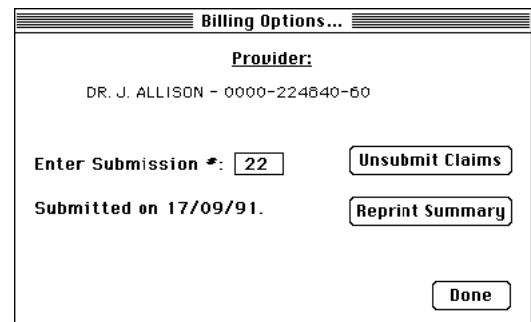 Billing Options...
Provider:
DR. J. ALLISON - 0000-224840-60
Enter Submission #: 22
Unsubmit Claims
Submitted on 17/09/91.
Reprint Summary
Done